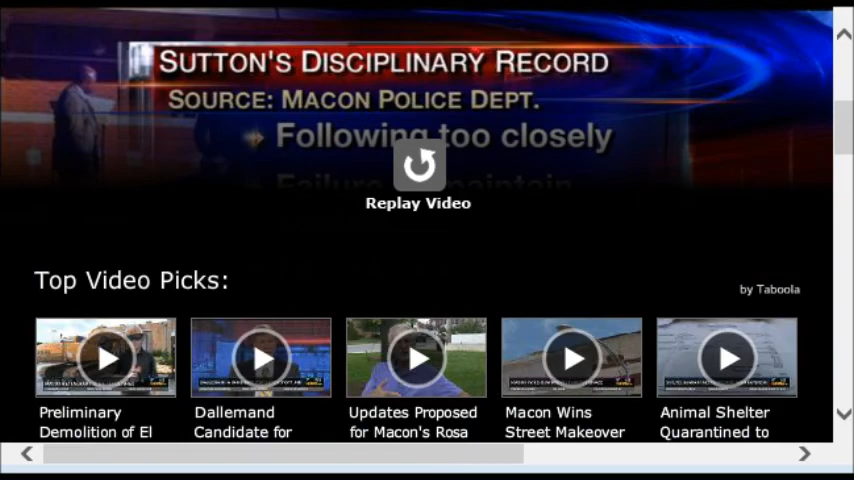 SUTTON'S DISCIPLINARY RECORD
SOURCE: MACON POLICE DEPT.
Following too closely
Replay Video
Top Video Picks:
by Taboola
Preliminary
Demolition of El
Dallemand
Candidate for
Updates Proposed
for Macon's Rosa
Macon Wins
Street Makeover
Animal Shelter
Quarantined to